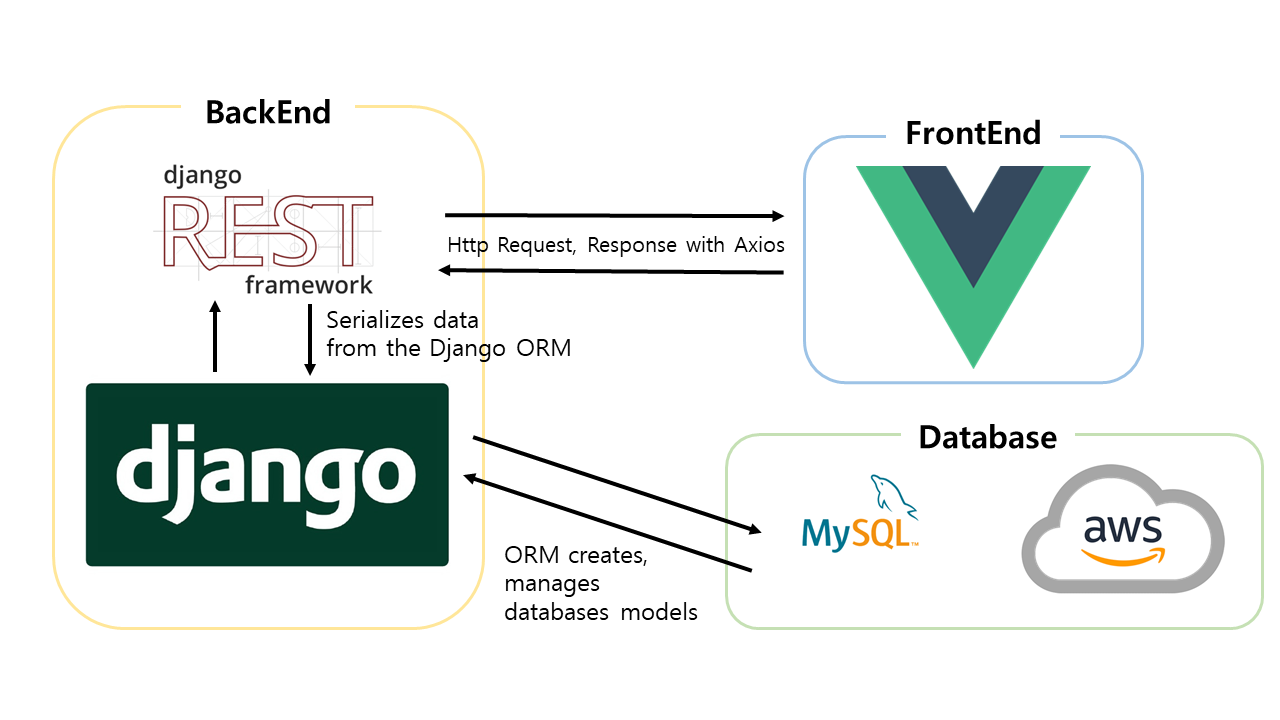 BackEnd
django
REST
framework
Serializes data
from the Django ORM
django
Http Request, Response with Axios
FrontEnd
Database
MySQL™
aws
ORM creates,
manages
databases models